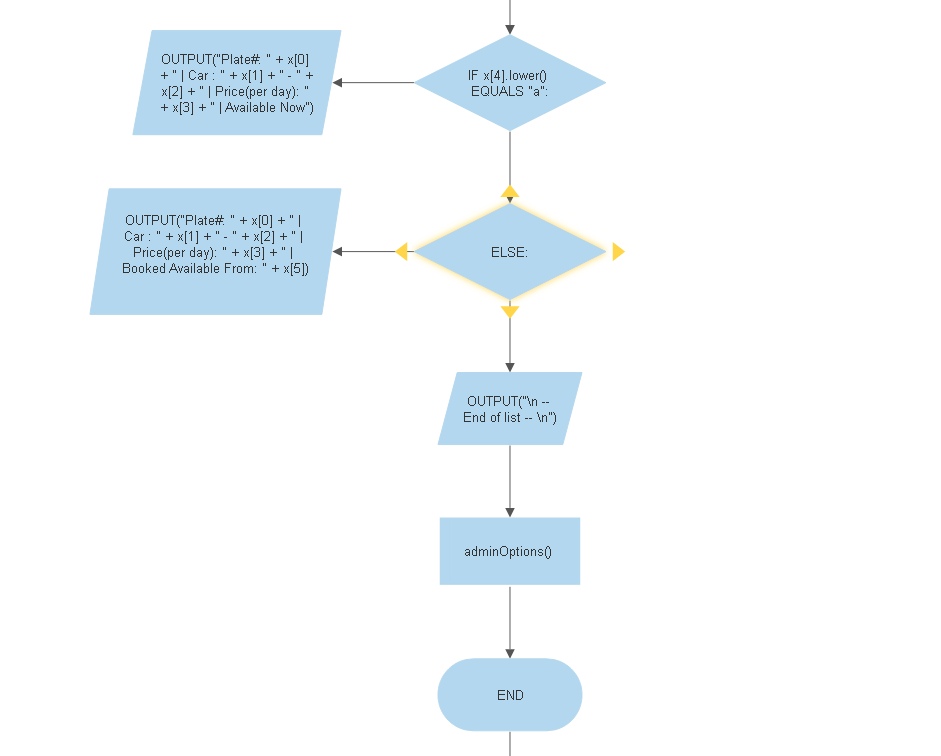 OUTPUT("Plate#: " + x[0]
+ " | Car : " + x[1] + " - " +
x[2] + " | Price(per day): "
+ x[3] + " | Available Now")
IF x[4].lower()
EQUALS "a":
OUTPUT("Plate#: " + x[0] + " |
Car : " + x[1] + " - " + x[2] + " |
Price(per day): " + x[3] + " |
Booked Available From: " + x[5])
ELSE:
OUTPUT("\n --
End of list -- \n")
adminOptions()
END